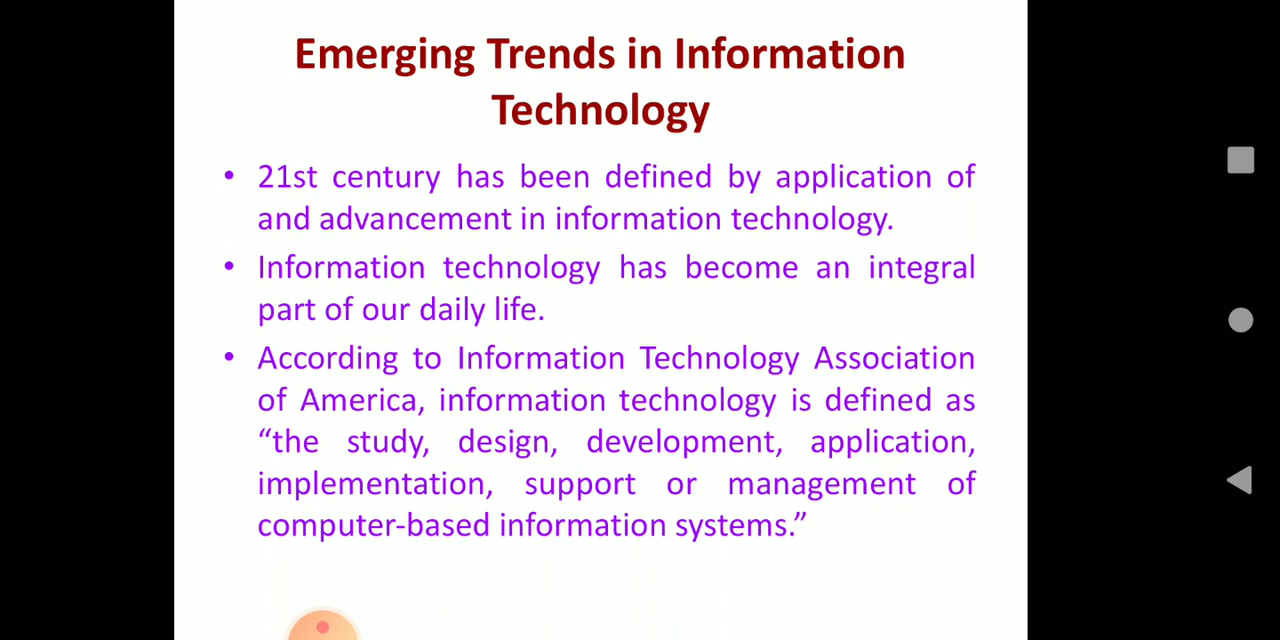 Emerging Trends in Information
Technology
• 21st century has been defined by application of
and advancement in information technology.
• Information technology has become an integral
part of our daily life.
• According to Information Technology Association
of America, information technology is defined as
“the study, design, development, application,
implementation, support or management of
computer-based information systems.”